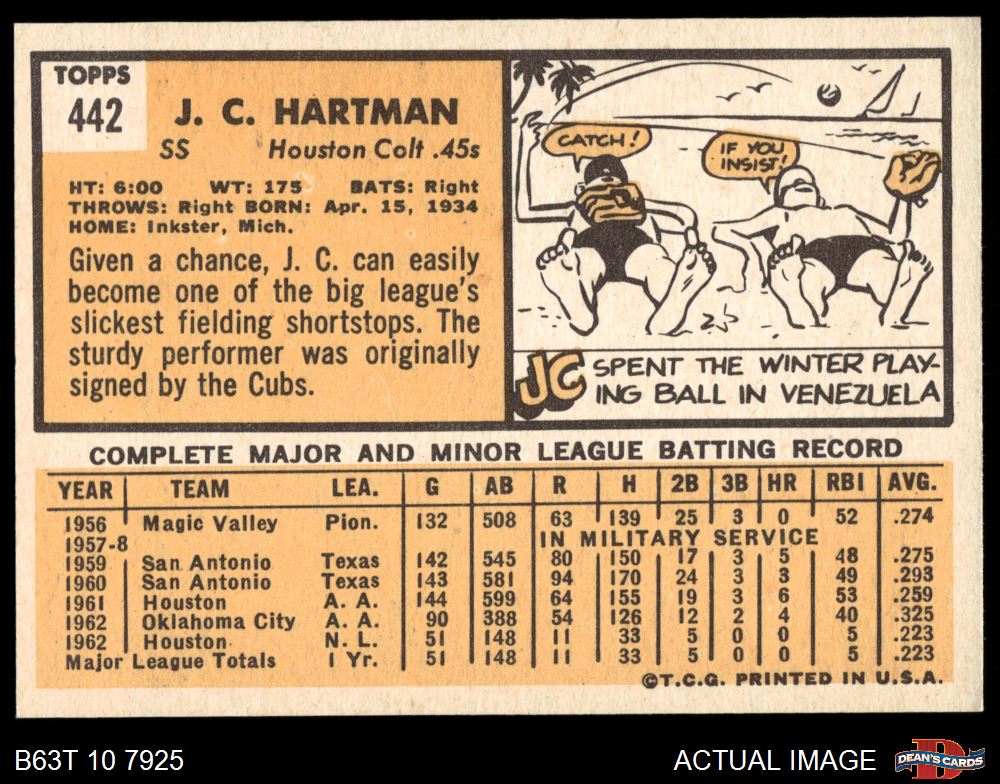 TOPPS
442
J. C. HARTMAN
SS Houston Colt .45s
HT: 6:00 WT: 175 BATS: Right
THROWS: Right BORN: Apr. 15, 1934
HOME: Inkster, Mich.
Given a chance, J. C. can easily
become one of the big league's
slickest fielding shortstops. The
sturdy performer was originally
signed by the Cubs.
CATCH!
IF YOU
INSIST!
JC SPENT THE WINTER PLAY-
ING BALL IN VENEZUELA
COMPLETE MAJOR AND MINOR LEAGUE BATTING RECORD
YEAR TEAM LEA. G AB R H 2B 3B HR RBI AVG.
1956 Magic Valley Pion. 132 508 63 139 25 3 0 52 .274
1957-8 IN MILITARY SERVICE
1959 San Antonio Texas 142 545 80 150 17 3 5 48 .275
1960 San Antonio Texas 143 581 94 170 24 3 3 49 .293
1961 Houston A. A. 144 599 64 155 19 3 6 53 .259
1962 Oklahoma City A. A. 90 388 54 126 12 2 4 40 .325
1962 Houston N. L. 51 148 11 33 5 0 0 5 .223
Major League Totals 1 Yr. 51 148 11 33 5 0 0 5 .223
©T.C.G. PRINTED IN U.S.A.
B63T 10 7925 ACTUAL IMAGE
D
DEAN'S CARDS